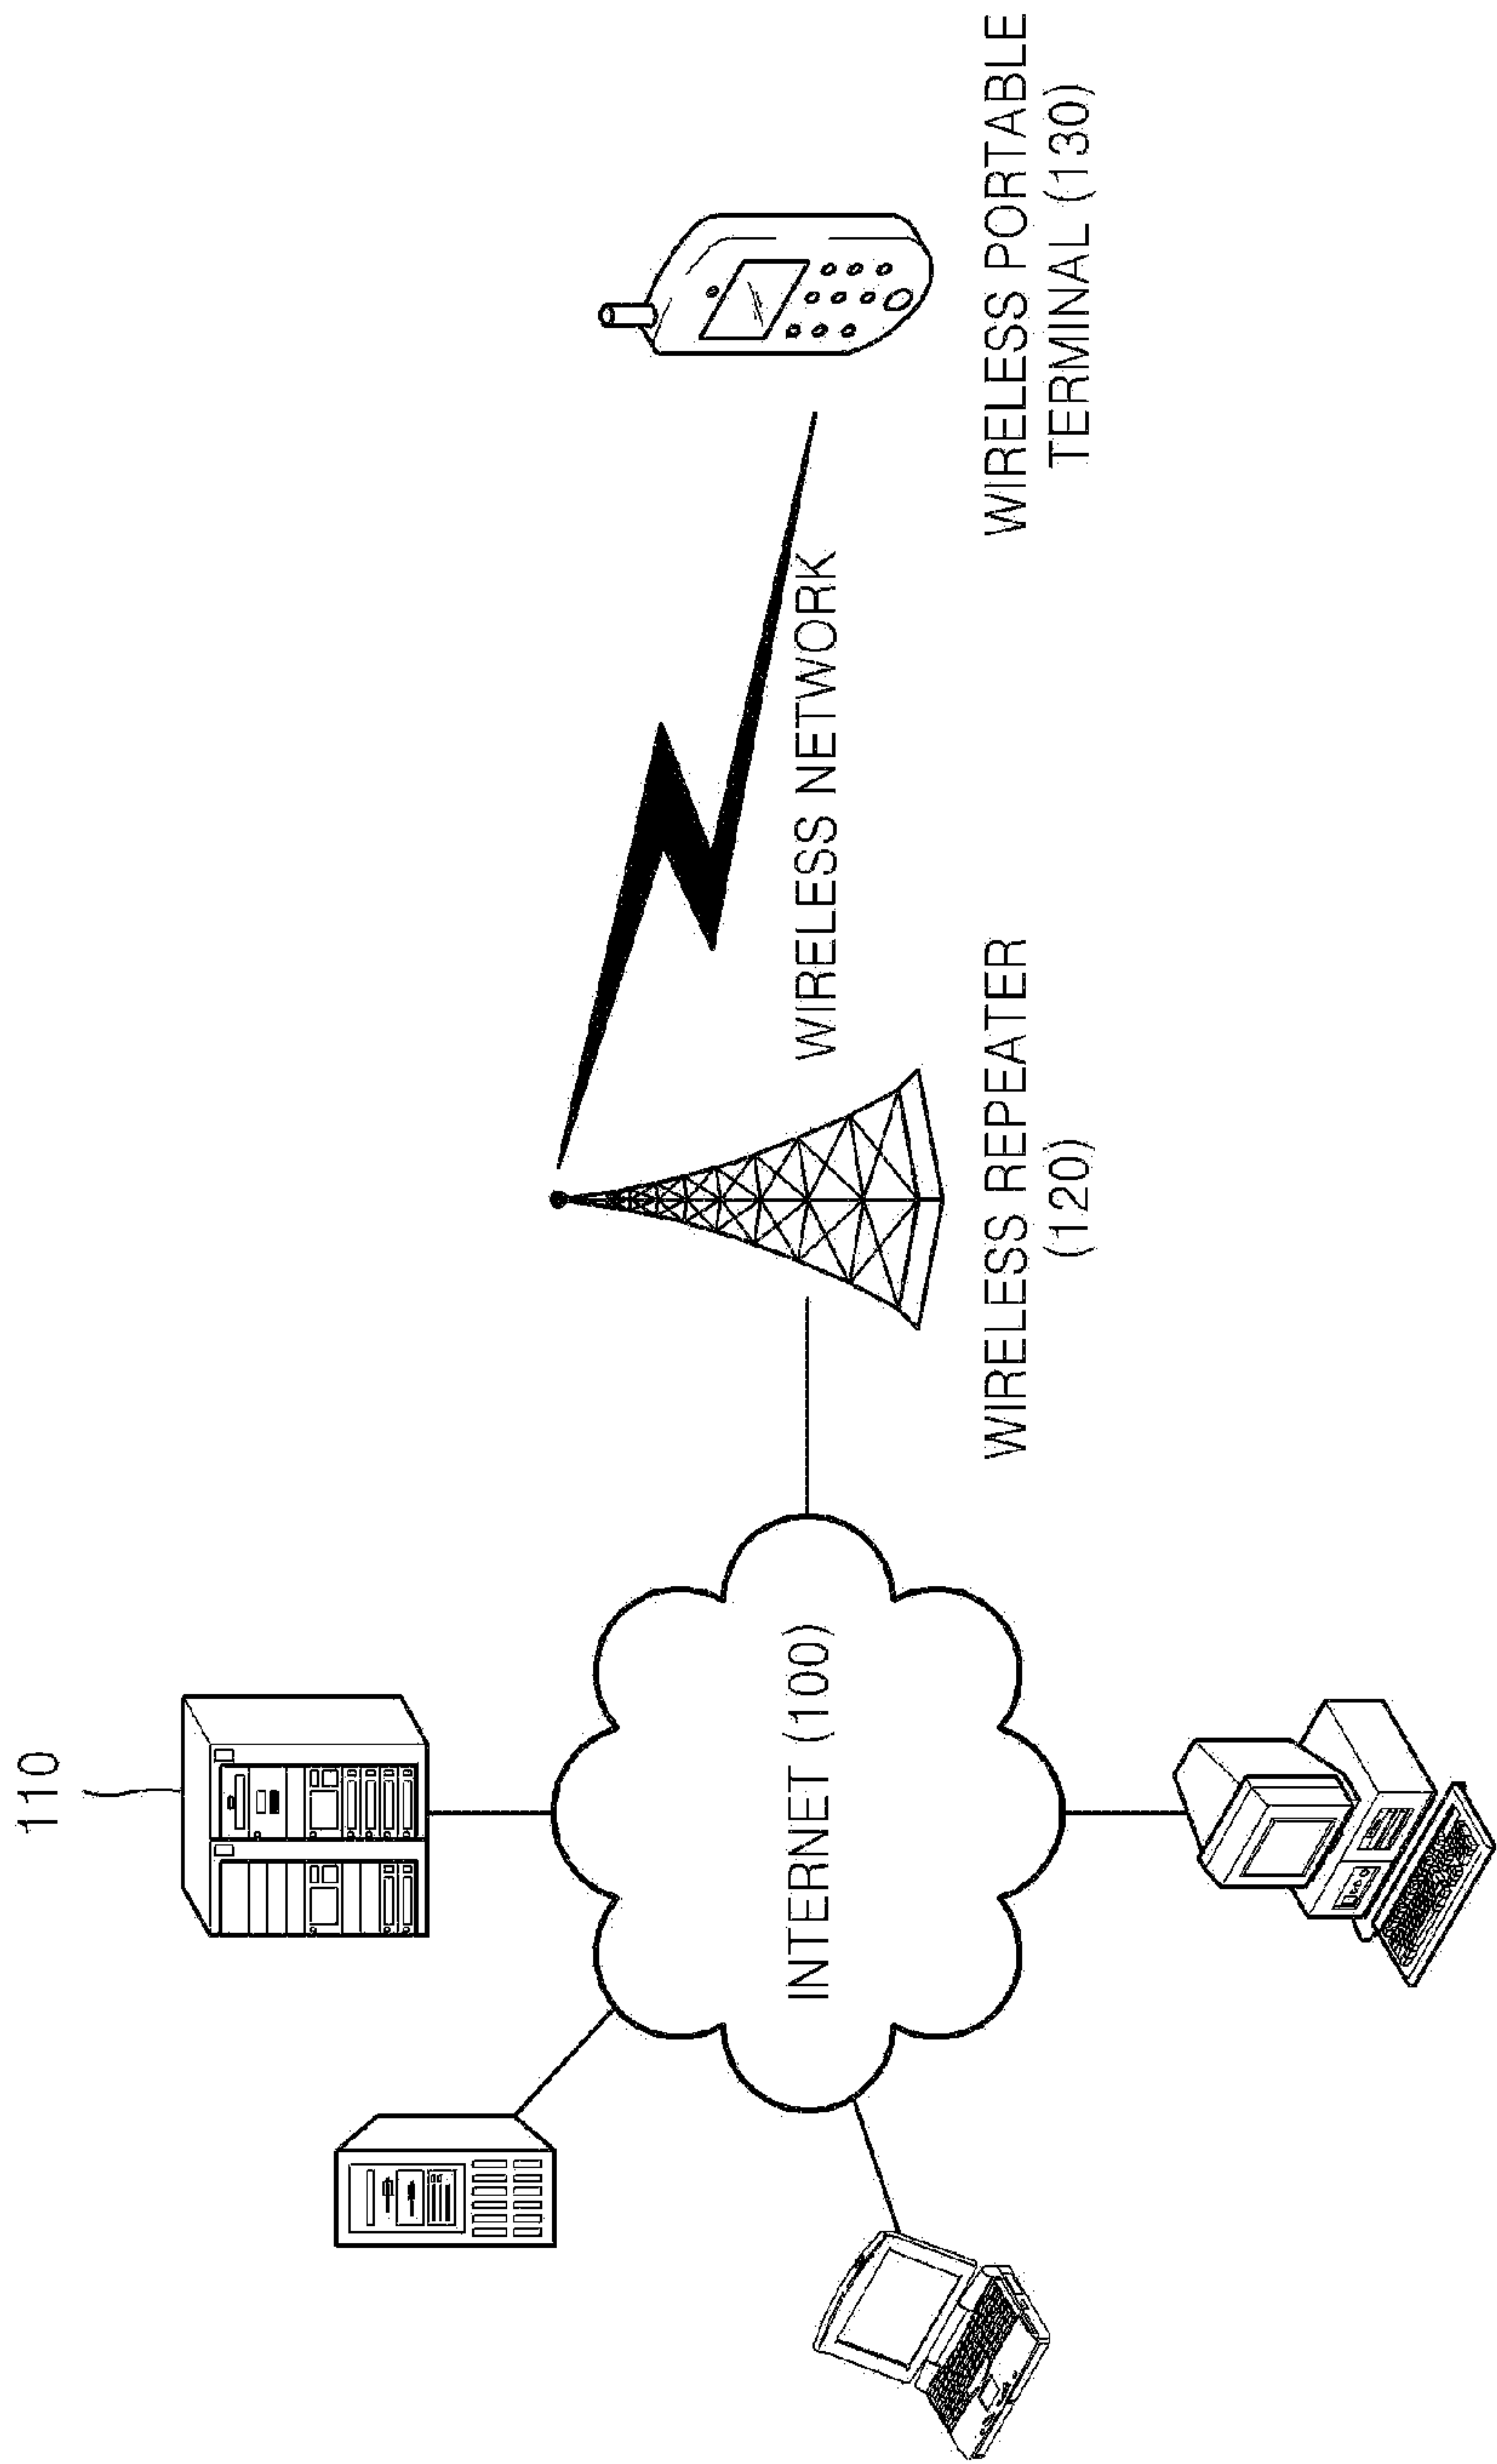 110
INTERNET (100)
WIRELESS NETWORK
WIRELESS REPEATER
(120)
WIRELESS PORTABLE
TERMINAL (130)